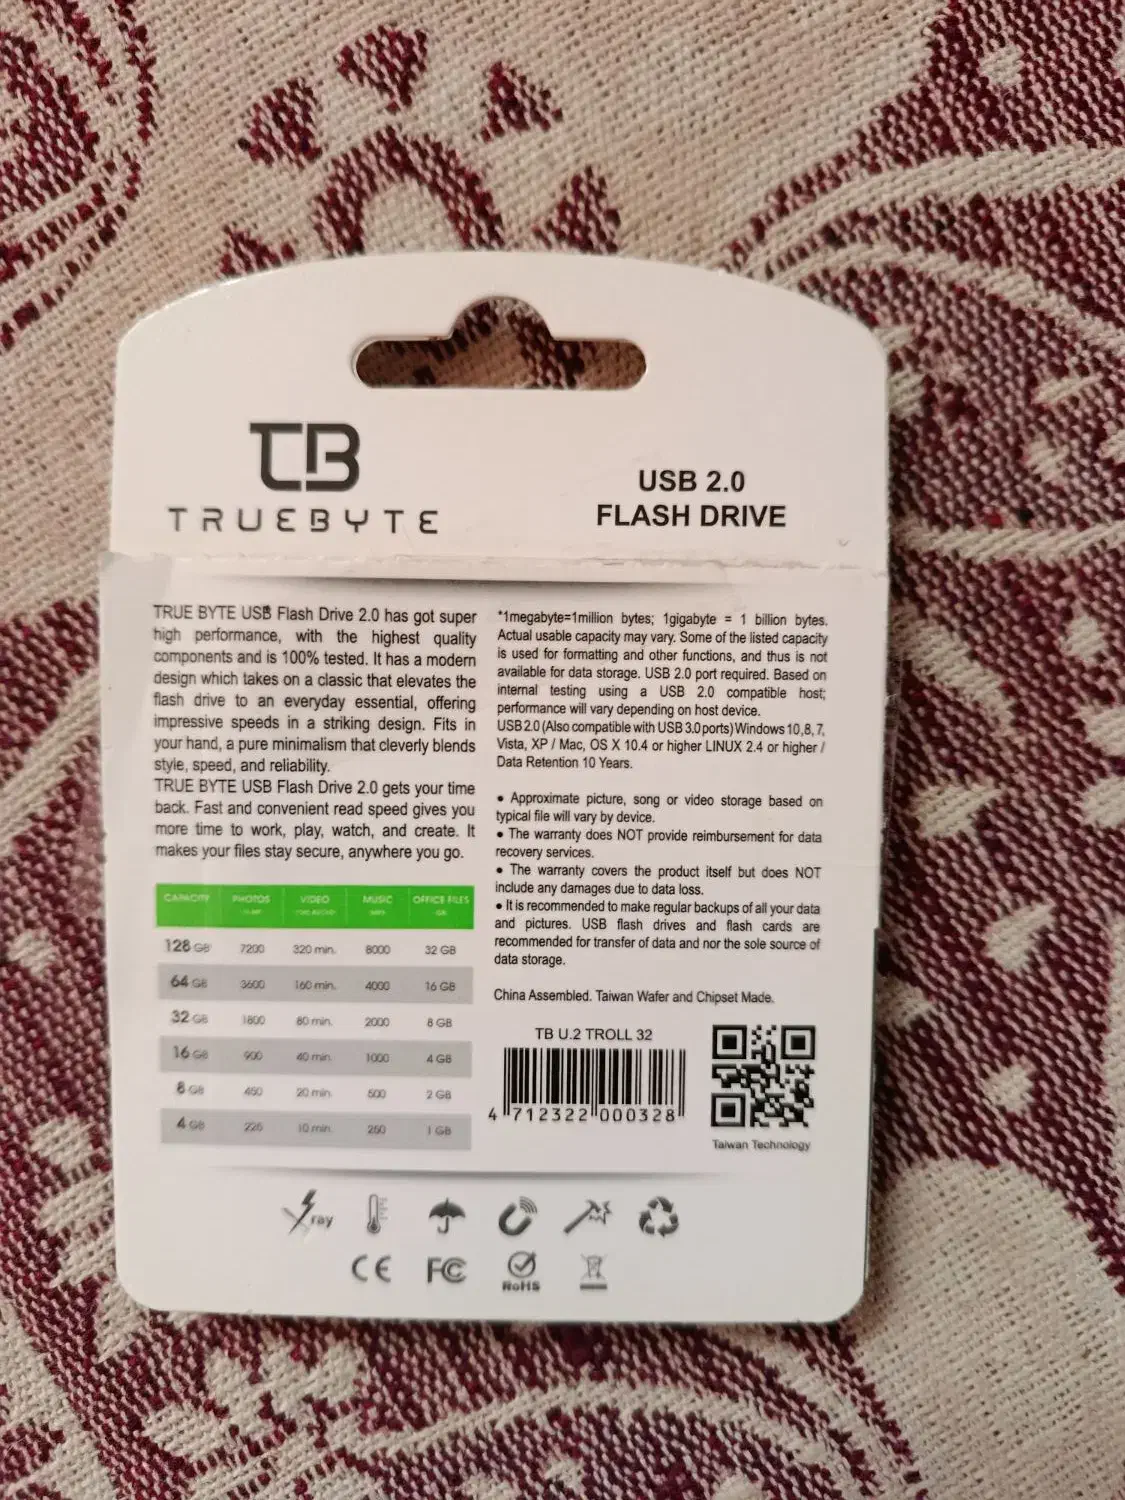 TB
TRUEBYTE
USB 2.0
FLASH DRIVE
TRUE BYTE USB Flash Drive 2.0 has got super
high performance, with the highest quality
components and is 100% tested. It has a modern
design which takes on a classic that elevates the
flash drive to an everyday essential, offering
impressive speeds in a striking design. Fits in
your hand, a pure minimalism that cleverly blends
style, speed, and reliability.
TRUE BYTE USB Flash Drive 2.0 gets your time
back. Fast and convenient read speed gives you
more time to work, play, watch, and create. It
makes your files stay secure, anywhere you go.
CAPACITY PHOTOS VIDEO MUSIC OFFICE FILES
MP3 GB
128 GB 7200 320 min. 8000 32 GB
64 GB 3600 160 min. 4000 16 GB
32 GB 1800 80 min. 2000 8 GB
16 GB 900 40 min. 1000 4 GB
8 GB 450 20 min. 500 2 GB
4 GB 225 10 min. 250 1 GB
*1megabyte=1million bytes; 1gigabyte = 1 billion bytes.
Actual usable capacity may vary. Some of the listed capacity
is used for formatting and other functions, and thus is not
available for data storage. USB 2.0 port required. Based on
internal testing using a USB 2.0 compatible host;
performance will vary depending on host device.
USB 2.0 (Also compatible with USB 3.0 ports) Windows 10,8,7,
Vista, XP / Mac, OS X 10.4 or higher LINUX 2.4 or higher /
Data Retention 10 Years.
• Approximate picture, song or video storage based on
typical file will vary by device.
• The warranty does NOT provide reimbursement for data
recovery services.
• The warranty covers the product itself but does NOT
include any damages due to data loss.
• It is recommended to make regular backups of all your data
and pictures. USB flash drives and flash cards are
recommended for transfer of data and nor the sole source of
data storage.
China Assembled. Taiwan Wafer and Chipset Made.
TB U.2 TROLL 32
4 712322 000328
Taiwan Technology
X ray
CE FC RoHS